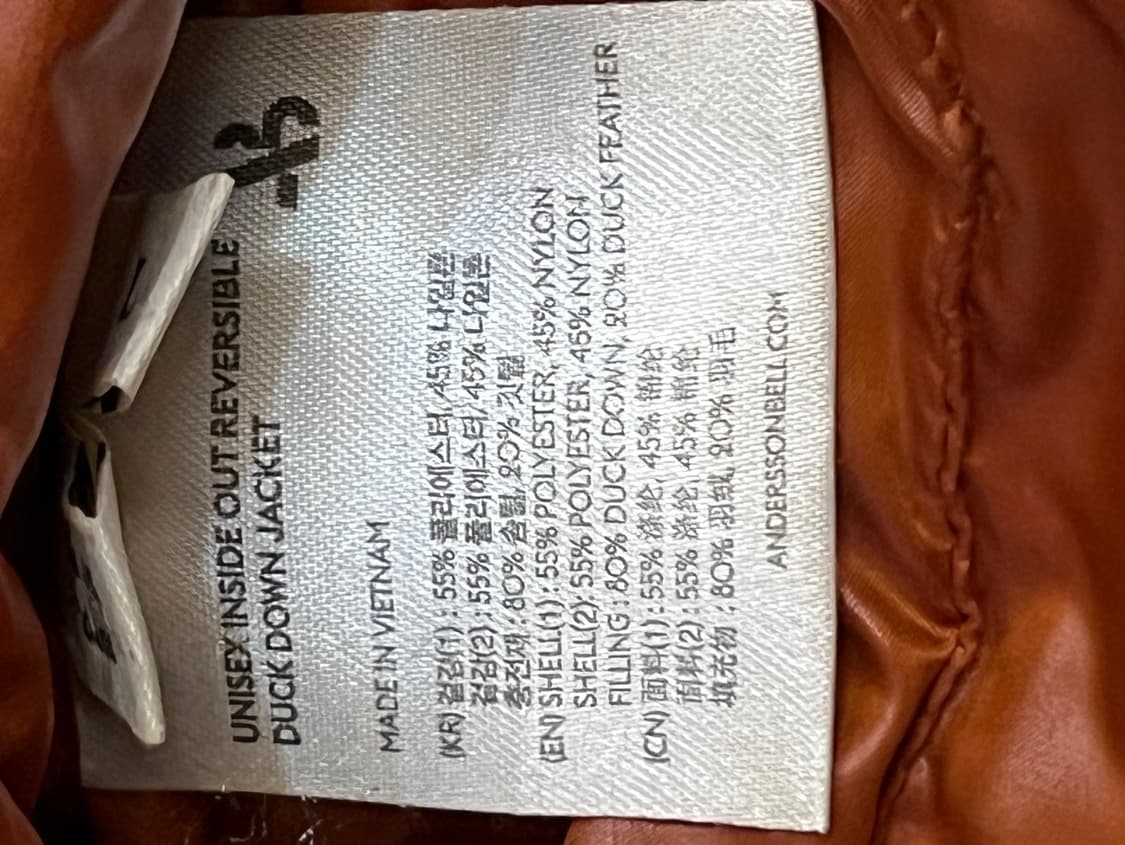 UNISEX INSIDE OUT REVERSIBLE
DUCK DOWN JACKET
MADE IN VIETNAM
(KR) 겉감(1) : 55% 폴리에스터, 45% 나일론
겉감(2) : 55% 폴리에스터, 45% 나일론
충전재 : 80% 솜털, 20% 깃털
(EN) SHELL(1) : 55% POLYESTER, 45% NYLON
SHELL(2) : 55% POLYESTER, 45% NYLON
FILLING : 80% DUCK DOWN, 20% DUCK FEATHER
(CN) 面料(1) : 55% 涤纶, 45% 锦纶
面料(2) : 55% 涤纶, 45% 锦纶
填充物 : 80% 羽绒, 20% 羽毛
ANDERSSONBELL.COM